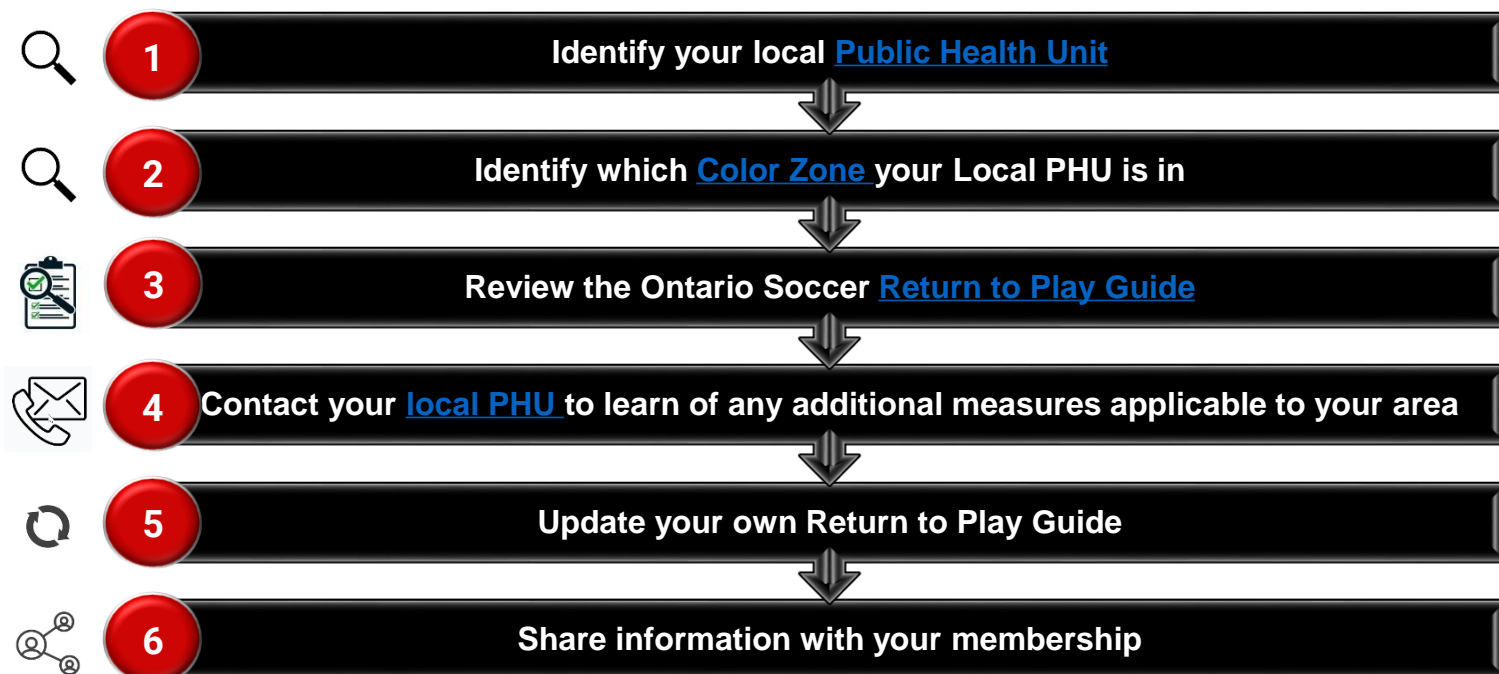 1
Identify your local Public Health Unit
2
Identify which Color Zone your Local PHU is in
3
Review the Ontario Soccer Return to Play Guide
4
Contact your local PHU to learn of any additional measures applicable to your area
5
Update your own Return to Play Guide
6
Share information with your membership